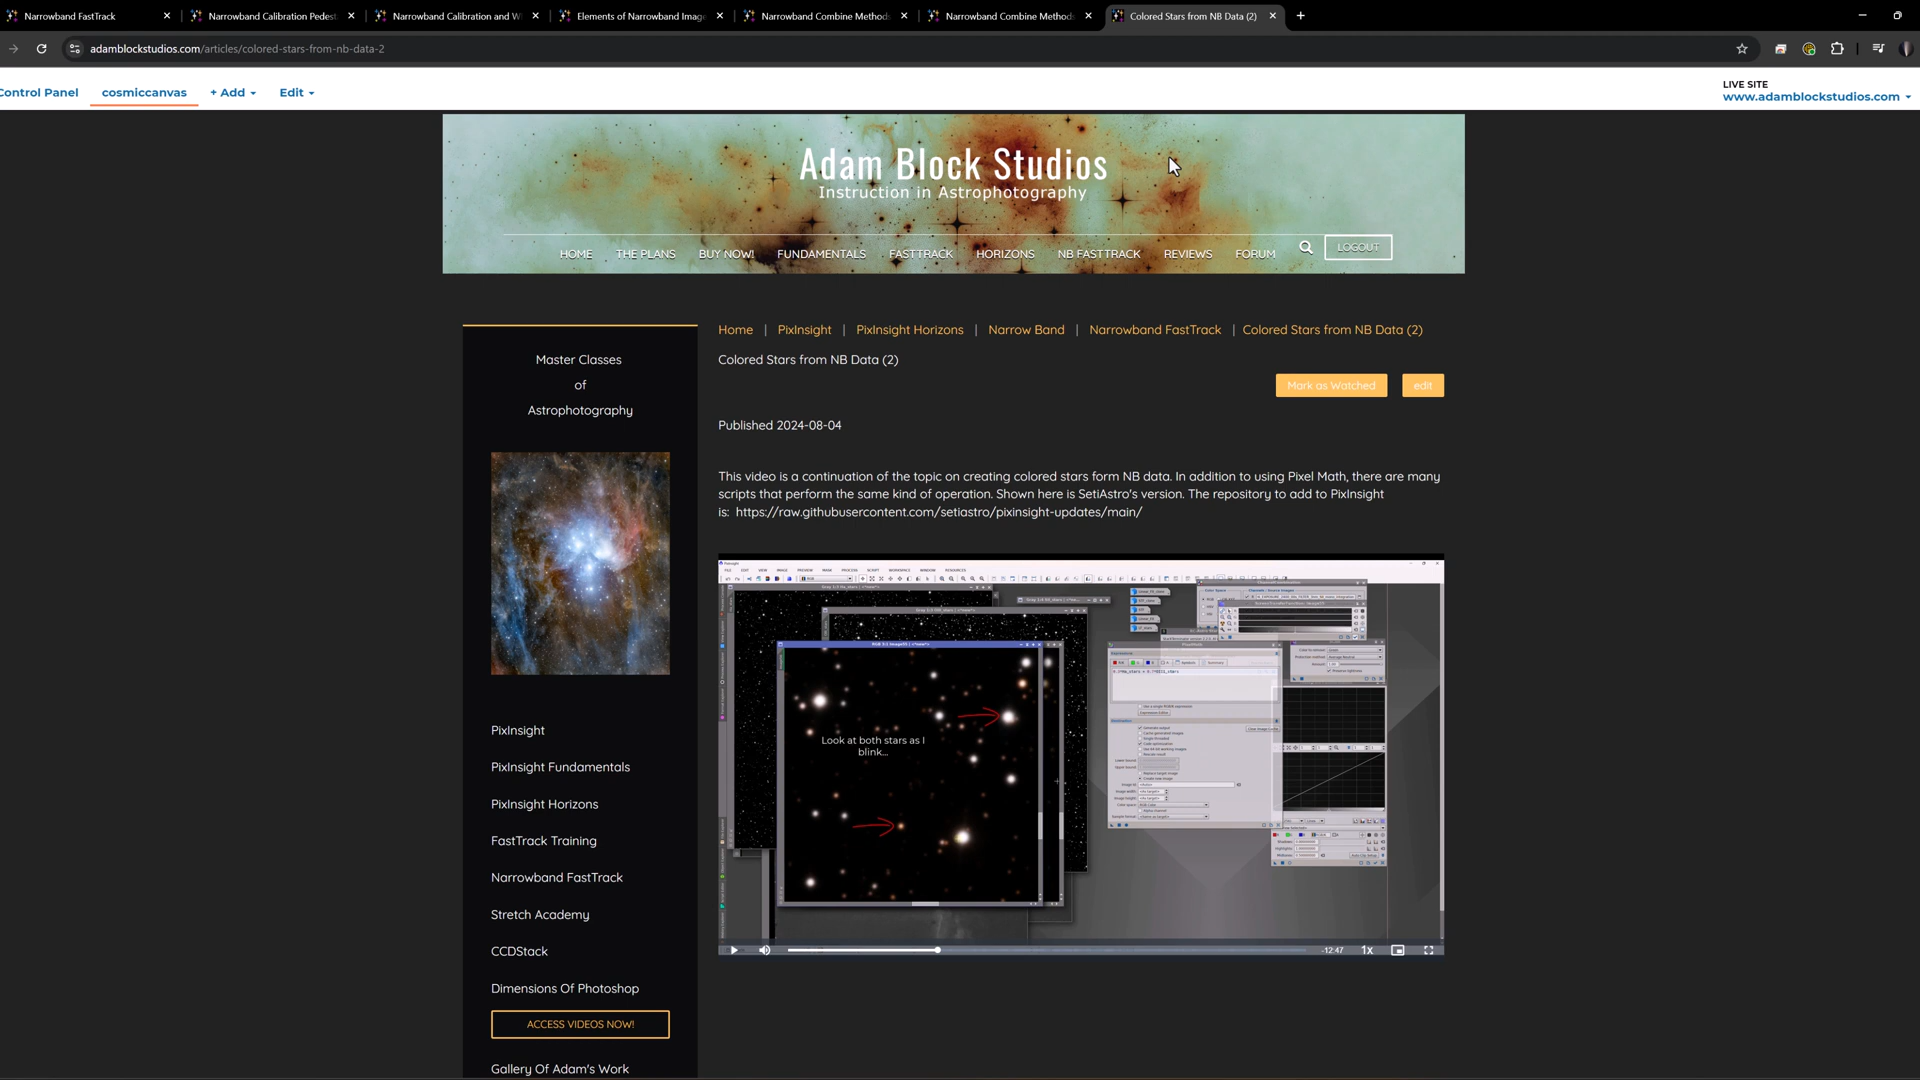 Narrowband FastTrack
Narrowband Calibration Pedest
Narrowband Calibration and W
Elements of Narrowband Image
Narrowband Combine Methods
Narrowband Combine Methods
Colored Stars from NB Data (2)
adamblockstudios.com/articles/colored-stars-from-nb-data-2
Control Panel
cosmiccanvas
+ Add
Edit
LIVE SITE
www.adamblockstudios.com
Adam Block Studios
Instruction in Astrophotography
HOME
THE PLANS
BUY NOW!
FUNDAMENTALS
FASTTRACK
HORIZONS
NB FASTTRACK
REVIEWS
FORUM
LOGOUT
Master Classes
of
Astrophotography
PixInsight
PixInsight Fundamentals
PixInsight Horizons
FastTrack Training
Narrowband FastTrack
Stretch Academy
CCDStack
Dimensions Of Photoshop
ACCESS VIDEOS NOW!
Gallery Of Adam's Work
Home | PixInsight | PixInsight Horizons | Narrow Band | Narrowband FastTrack | Colored Stars from NB Data (2)
Colored Stars from NB Data (2)
Mark as Watched
edit
Published 2024-08-04
This video is a continuation of the topic on creating colored stars form NB data. In addition to using Pixel Math, there are many
scripts that perform the same kind of operation. Shown here is SetiAstro's version. The repository to add to PixInsight
is: https://raw.githubusercontent.com/setiastro/pixinsight-updates/main/
Look at both stars as I
blink...
-12:47
1x